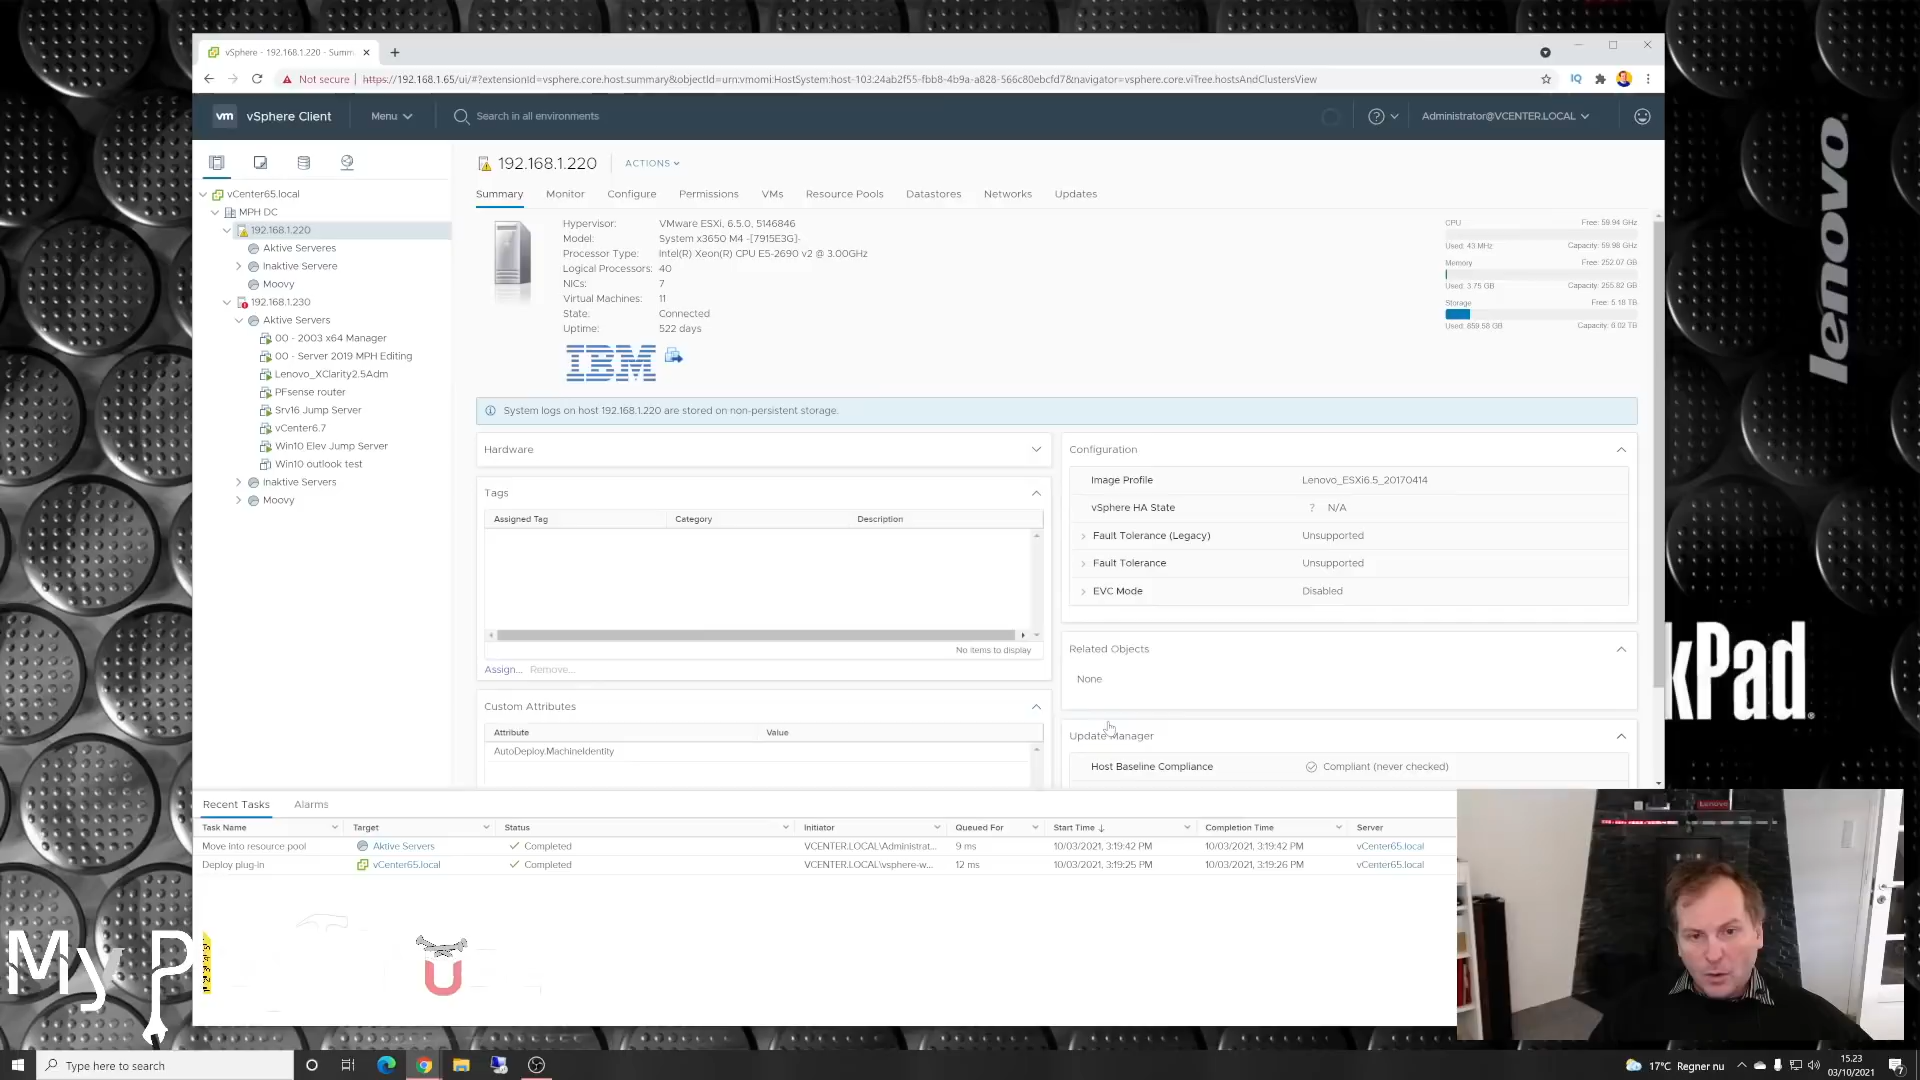 vSphere - 192.168.1.220 - Summ
Not secure | https://192.168.1.65/ui/#?extensionId=vsphere.core.host.summary&objectId=urn:vmomi:HostSystem:host-103:24ab2f55-fbb8-4b9a-a828-566c80ebcfd7&navigator=vsphere.core.viTree.hostsAndClustersView
IQ
vm vSphere Client Menu Search in all environments Administrator@VCENTER.LOCAL
192.168.1.220 ACTIONS
Summary Monitor Configure Permissions VMs Resource Pools Datastores Networks Updates
vCenter65.local
MPH DC
192.168.1.220
Aktive Serveres
Inaktive Servere
Moovy
192.168.1.230
Aktive Servers
00 - 2003 x64 Manager
00 - Server 2019 MPH Editing
Lenovo_XClarity2.5Adm
PFsense router
Srv16 Jump Server
vCenter6.7
Win10 Elev Jump Server
Win10 outlook test
Inaktive Servers
Moovy
Hypervisor: VMware ESXi, 6.5.0, 5146846
Model: System x3650 M4 -[7915E3G]-
Processor Type: Intel(R) Xeon(R) CPU E5-2690 v2 @ 3.00GHz
Logical Processors: 40
NICs: 7
Virtual Machines: 11
State: Connected
Uptime: 522 days
IBM
CPU Free: 59.94 GHz
Used: 43 MHz Capacity: 59.98 GHz
Memory Free: 252.07 GB
Used: 3.75 GB Capacity: 255.82 GB
Storage Free: 5.18 TB
Used: 859.58 GB Capacity: 6.02 TB
System logs on host 192.168.1.220 are stored on non-persistent storage.
Hardware
Tags
Assigned Tag Category Description
No items to display
Assign... Remove...
Custom Attributes
Attribute Value
AutoDeploy.MachineIdentity
Configuration
Image Profile Lenovo_ESXi6.5_20170414
vSphere HA State ? N/A
Fault Tolerance (Legacy) Unsupported
Fault Tolerance Unsupported
EVC Mode Disabled
Related Objects
None
Update Manager
Host Baseline Compliance Compliant (never checked)
Recent Tasks Alarms
Task Name Target Status Initiator Queued For Start Time Completion Time Server
Move into resource pool Aktive Servers Completed VCENTER.LOCAL\Administrat... 9 ms 10/03/2021, 3:19:42 PM 10/03/2021, 3:19:42 PM vCenter65.local
Deploy plug-in vCenter65.local Completed VCENTER.LOCAL\vsphere-w... 12 ms 10/03/2021, 3:19:25 PM 10/03/2021, 3:19:26 PM vCenter65.local
lenovo
kPad
Lenovo
My P
U
Type here to search
17°C Regner nu
15.23
03/10/2021
7